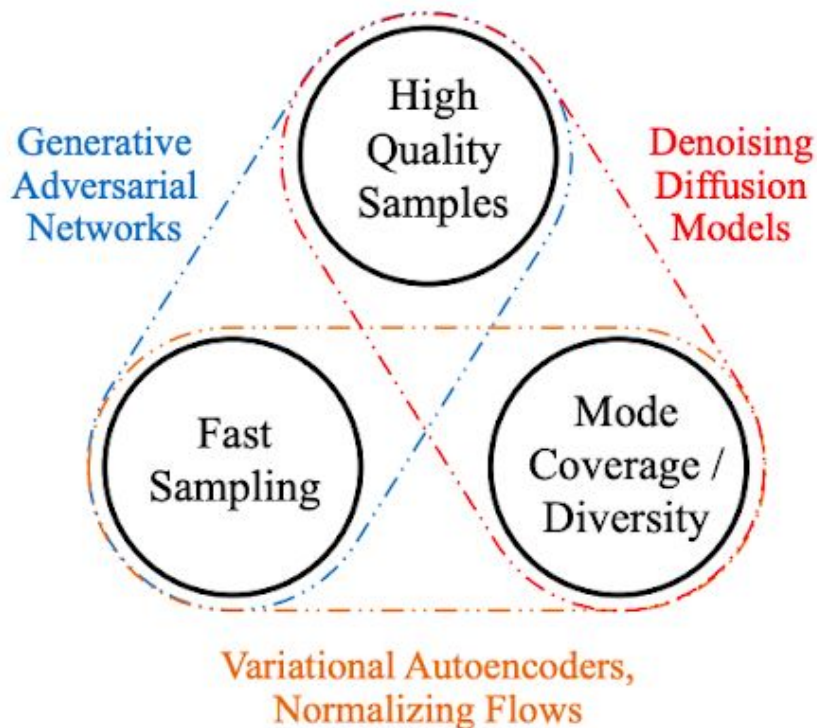 High
Quality
Samples
Generative
Adversarial
Networks
Denoising
Diffusion
Models
Fast
Sampling
Mode
Coverage /
Diversity
Variational Autoencoders,
Normalizing Flows